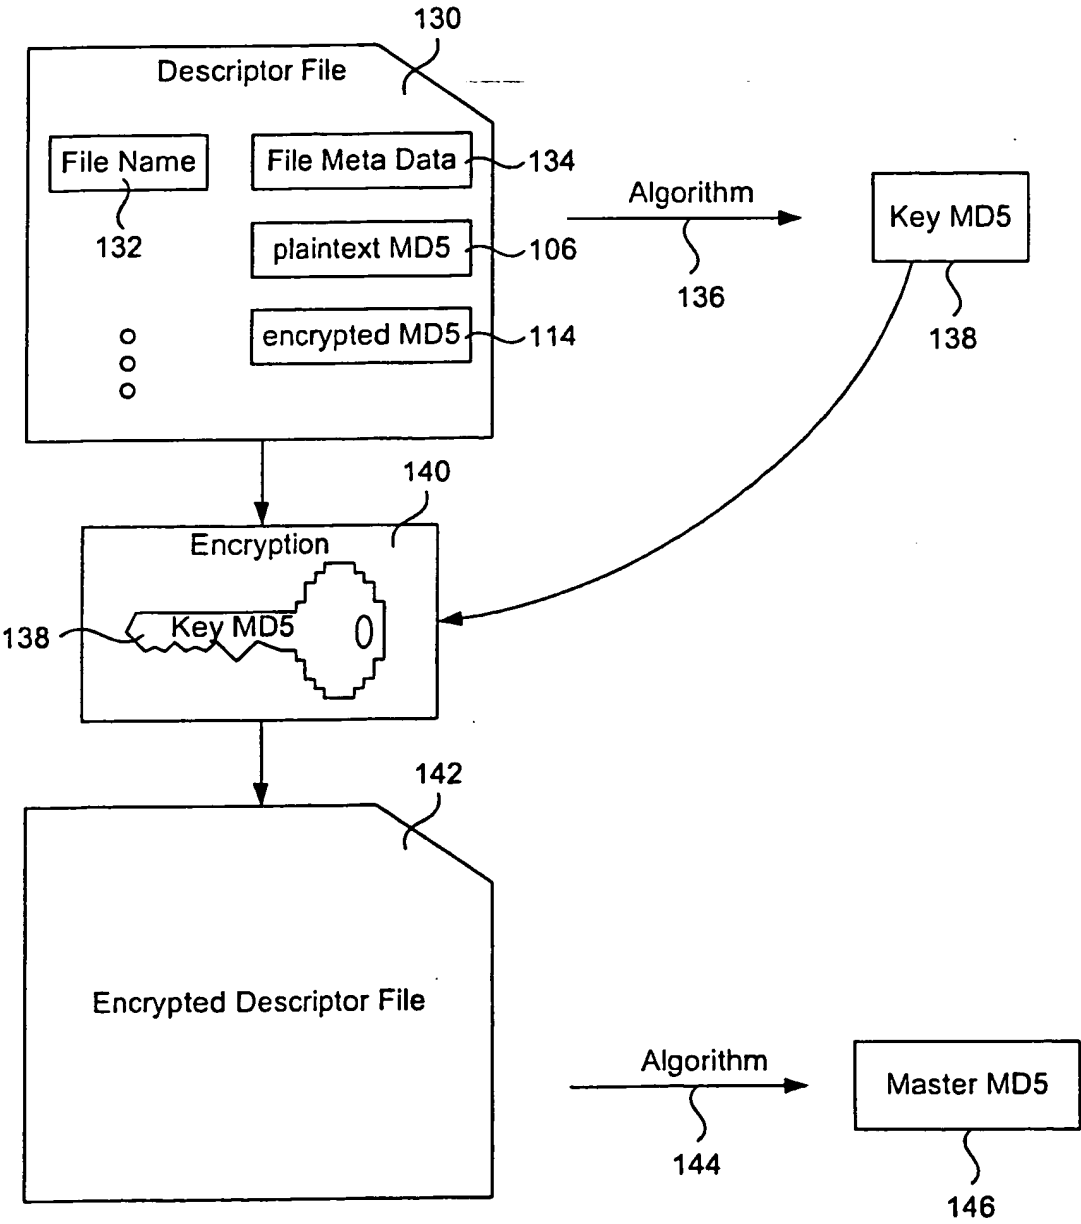 130
Descriptor File
File Name
File Meta Data
134
132
plaintext MD5
106
encrypted MD5
114
Algorithm
136
Key MD5
138
140
Encryption
Key MD5
138
142
Encrypted Descriptor File
Algorithm
144
Master MD5
146